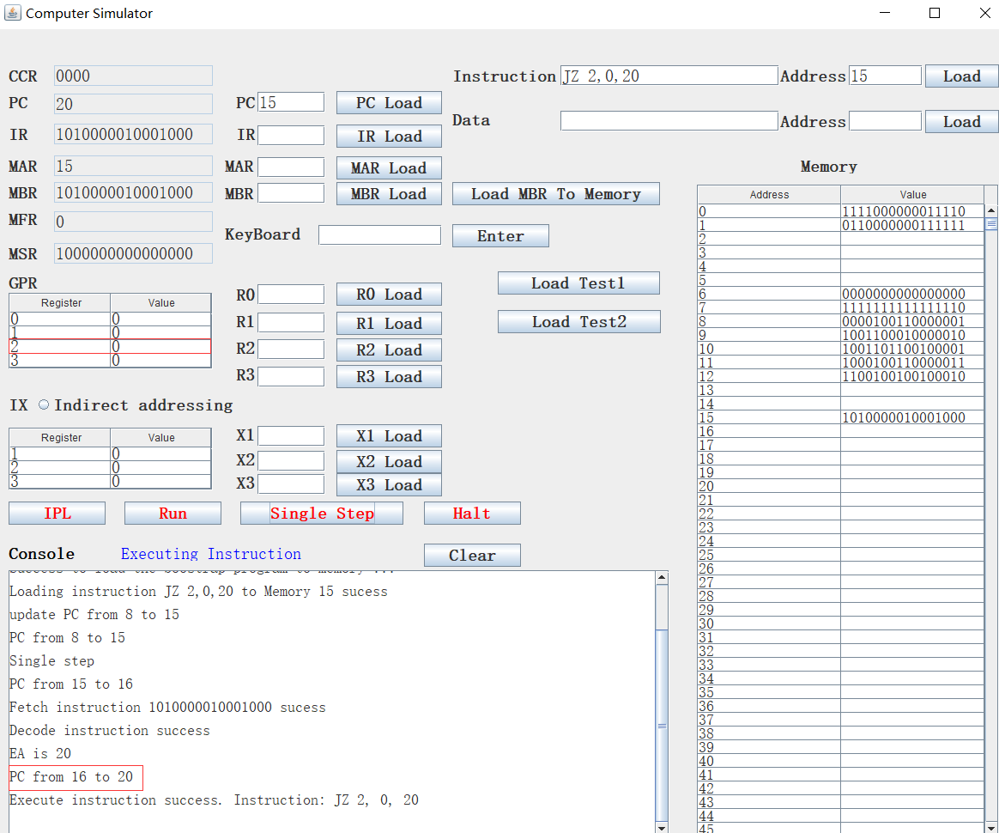 Computer Simulator
CCR 0000 Instruction JZ 2,0,20 Address 15 Load
PC 20 PC 15 PC Load
Data Address Load
IR 1010000010001000 IR IR Load
MAR 15 MAR MAR Load Memory
MBR 1010000010001000 MBR MBR Load Load MBR To Memory
Address Value
MFR 0
KeyBoard Enter
MSR 1000000000000000
GPR
Register Value
0 0
1 0
2 0
3 0
R0 R0 Load
R1 R1 Load
R2 R2 Load
R3 R3 Load
Load Test1
Load Test2
IX Indirect addressing
Register Value
1 0
2 0
3 0
X1 X1 Load
X2 X2 Load
X3 X3 Load
IPL Run Single Step Halt
Console Executing Instruction Clear
Success to load the bootstrap program to memory ...
Loading instruction JZ 2,0,20 to Memory 15 sucess
update PC from 8 to 15
PC from 8 to 15
Single step
PC from 15 to 16
Fetch instruction 1010000010001000 sucess
Decode instruction success
EA is 20
PC from 16 to 20
Execute instruction success. Instruction: JZ 2, 0, 20
0 1111000000011110
1 0110000000111111
2
3
4
5
6 0000000000000000
7 1111111111111110
8 0000100110000001
9 1001100010000010
10 1001101100100001
11 1000100110000011
12 1100100100100010
13
14
15 1010000010001000
16
17
18
19
20
21
22
23
24
25
26
27
28
29
30
31
32
33
34
35
36
37
38
39
40
41
42
43
44
45